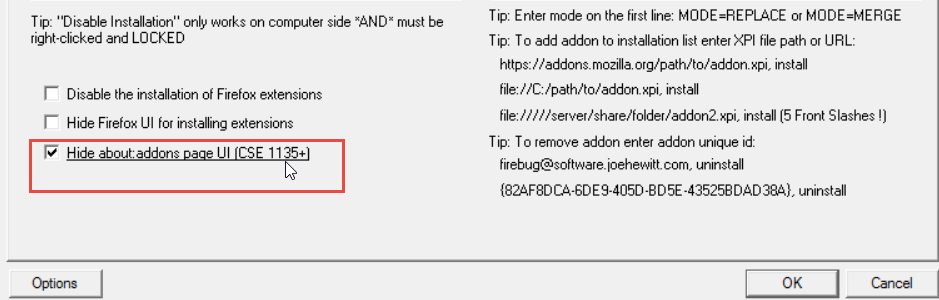 Tip: "Disable Installation" only works on computer side *AND* must be
right-clicked and LOCKED
Disable the installation of Firefox extensions
Hide Firefox UI for installing extensions
Hide about:addons page UI (CSE 1135+)
Tip: Enter mode on the first line: MODE=REPLACE or MODE=MERGE
Tip: To add addon to installation list enter XPI file path or URL:
https://addons.mozilla.org/path/to/addon.xpi, install
file://C:/path/to/addon.xpi, install
file://///server/share/folder/addon2.xpi, install (5 Front Slashes !)
Tip: To remove addon enter addon unique id:
firebug@software.joehewitt.com, uninstall
{82AF8DCA-6DE9-405D-BD5E-43525BDAD38A}, uninstall
Options
OK
Cancel